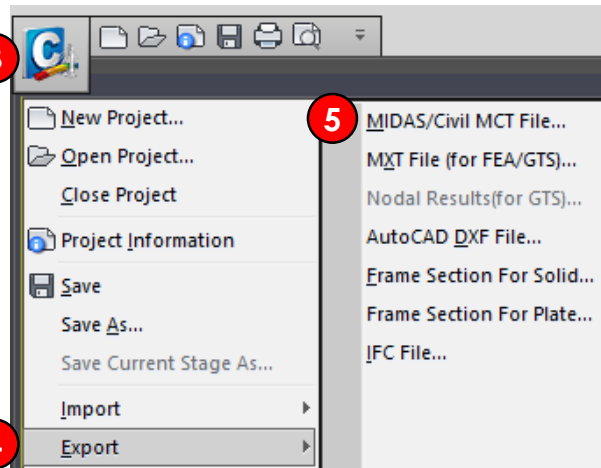 C
New Project...
Open Project...
Close Project
Project Information
Save
Save As...
Save Current Stage As...
Import
Export
5
MIDAS/Civil MCT File...
MXT File (for FEA/GTS)...
Nodal Results(for GTS)...
AutoCAD DXF File...
Frame Section For Solid...
Frame Section For Plate...
IFC File...